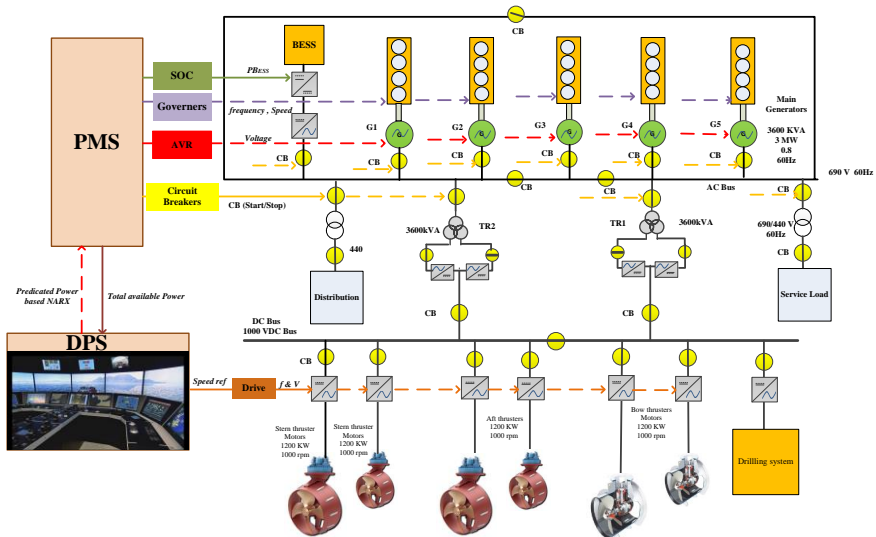 CB
BESS
PMS
SOC
PBESS
Governers
frequency , Speed
AVR
Voltage
G1
G
G2
G
G3
G
G4
G
G5
G
Main
Generators
3600 KVA
3 MW
0.8
60Hz
CB
CB
CB
CB
CB
CB
CB
CB
AC Bus
690 V 60Hz
Circuit
Breakers
CB (Start/Stop)
CB
3600kVA
TR2
TR1
3600kVA
690/440 V
60Hz
440
CB
Distribution
Service Load
Predicated Power
based NARX
Total available Power
CB
CB
DC Bus
1000 VDC Bus
DPS
CB
Speed ref
Drive
f & V
Stern thruster
Motors
1200 KW
1000 rpm
Stern thruster
Motors
1200 KW
1000 rpm
Aft thrusters
1200 KW
1000 rpm
Bow thrusters
Motors
1200 KW
1000 rpm
Drillling system